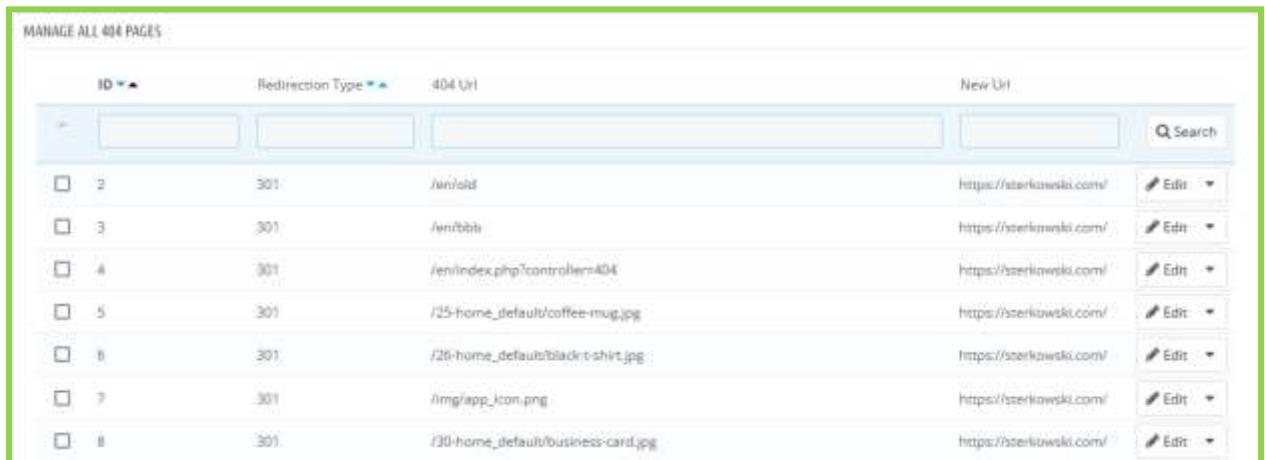 MANAGE ALL 404 PAGES
ID Redirection Type 404 Url New Url
Search
2 301 /en/old https://sterkowski.com/ Edit
3 301 /en/bbb https://sterkowski.com/ Edit
4 301 /en/index.php?controller=404 https://sterkowski.com/ Edit
5 301 /25-home_default/coffee-mug.jpg https://sterkowski.com/ Edit
6 301 /26-home_default/black-t-shirt.jpg https://sterkowski.com/ Edit
7 301 /img/app_icon.png https://sterkowski.com/ Edit
8 301 /30-home_default/business-card.jpg https://sterkowski.com/ Edit